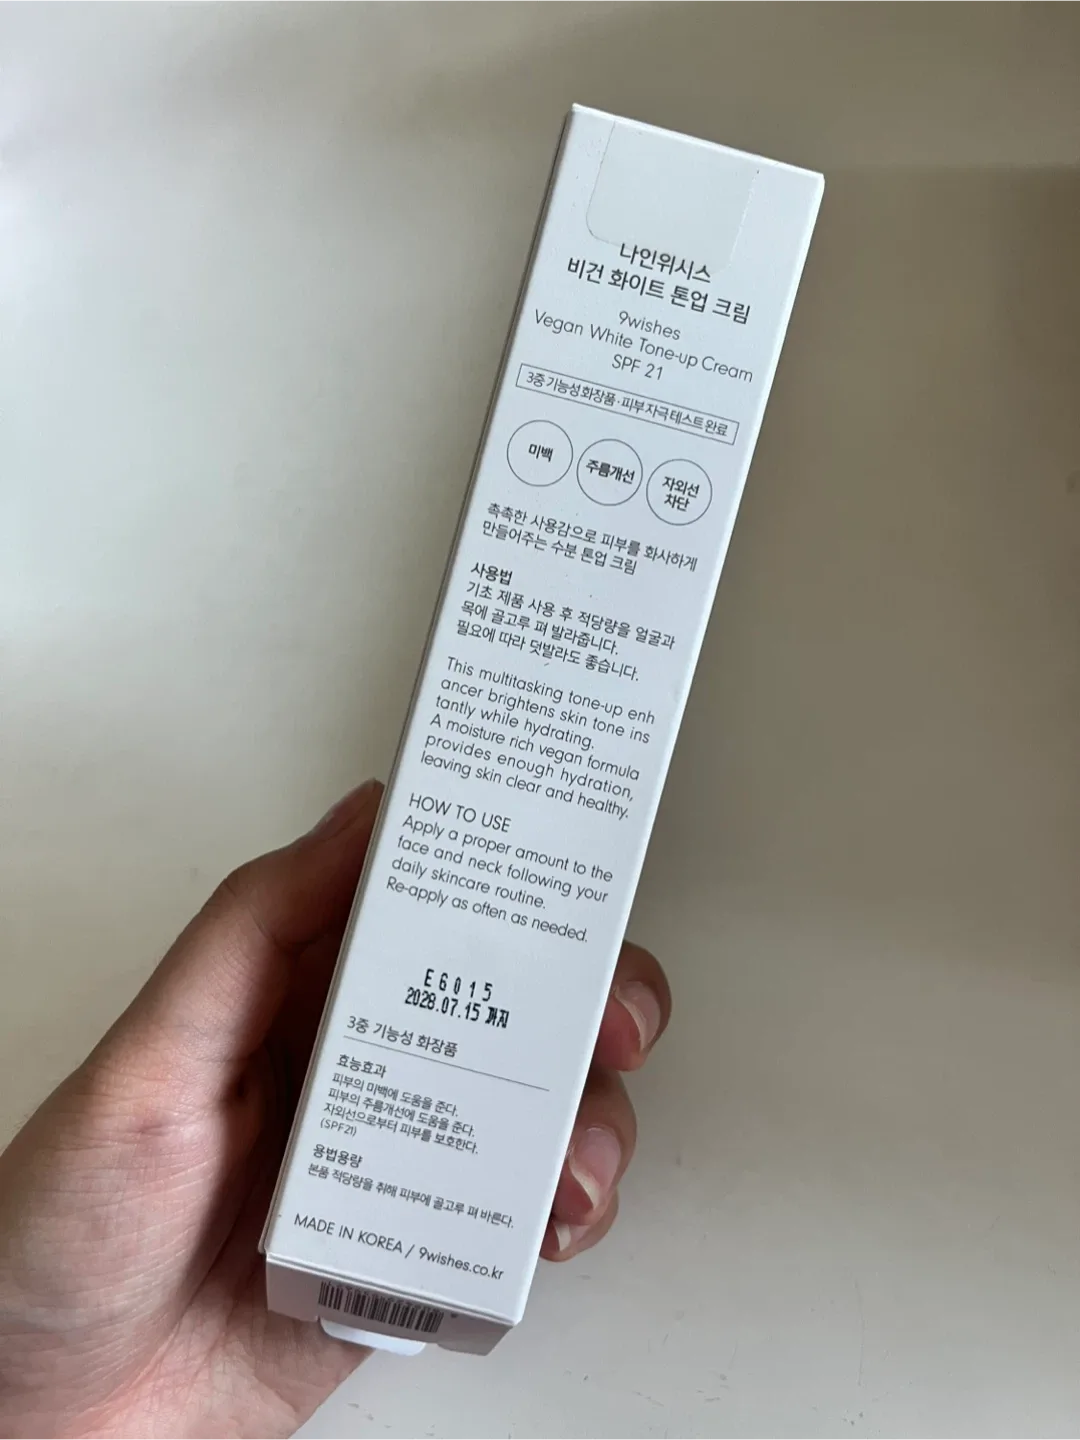 나인위시스
비건 화이트 톤업 크림
9wishes
Vegan White Tone-up Cream
SPF 21
3중 기능성화장품·피부자극테스트완료
미백
주름개선
자외선
차단
촉촉한 사용감으로 피부를 화사하게
만들어주는 수분 톤업 크림
사용법
기초 제품 사용 후 적당량을 얼굴과
목에 골고루 펴 발라줍니다.
필요에 따라 덧발라도 좋습니다.
This multitasking tone-up enh
ancer brightens skin tone ins
tantly while hydrating.
A moisture rich vegan formula
provides enough hydration,
leaving skin clear and healthy.
HOW TO USE
Apply a proper amount to the
face and neck following your
daily skincare routine.
Re-apply as often as needed.
E6015
2028.07.15 까지
3중 기능성 화장품
효능효과
피부의 미백에 도움을 준다.
피부의 주름개선에 도움을 준다.
자외선으로부터 피부를 보호한다.
(SPF21)
용법용량
본품 적당량을 취해 피부에 골고루 펴 바른다.
MADE IN KOREA / 9wishes.co.kr